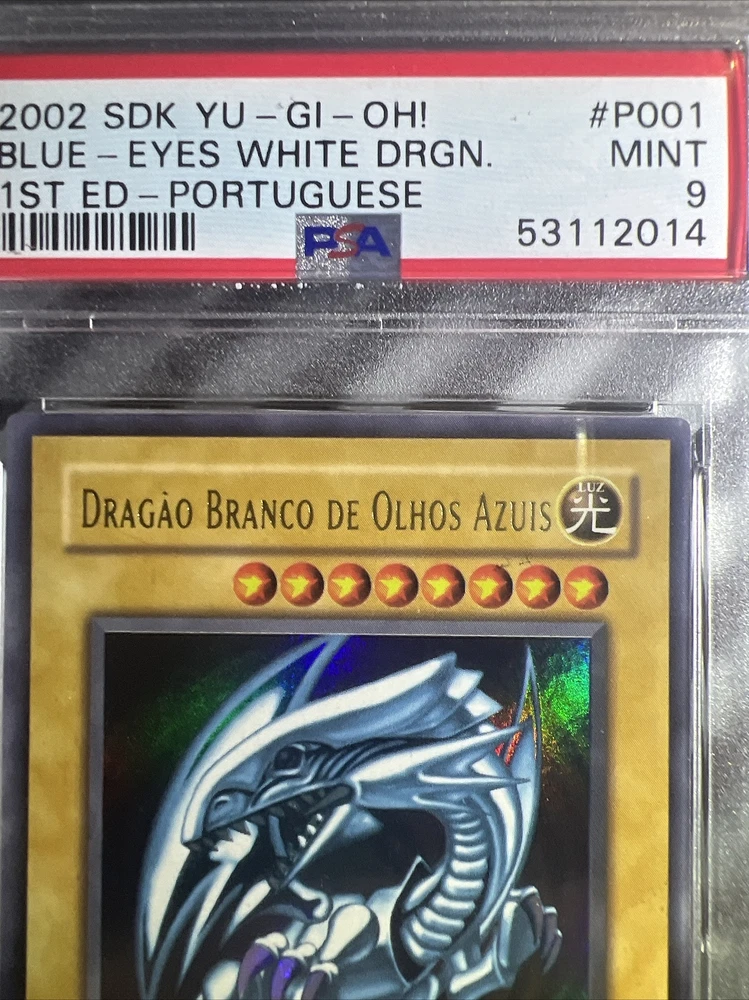 2002 SDK YU-GI-OH! #P001
BLUE-EYES WHITE DRGN. MINT
1ST ED-PORTUGUESE 9
PSA 53112014
DRAGÃO BRANCO DE OLHOS AZUIS
LUZ
光